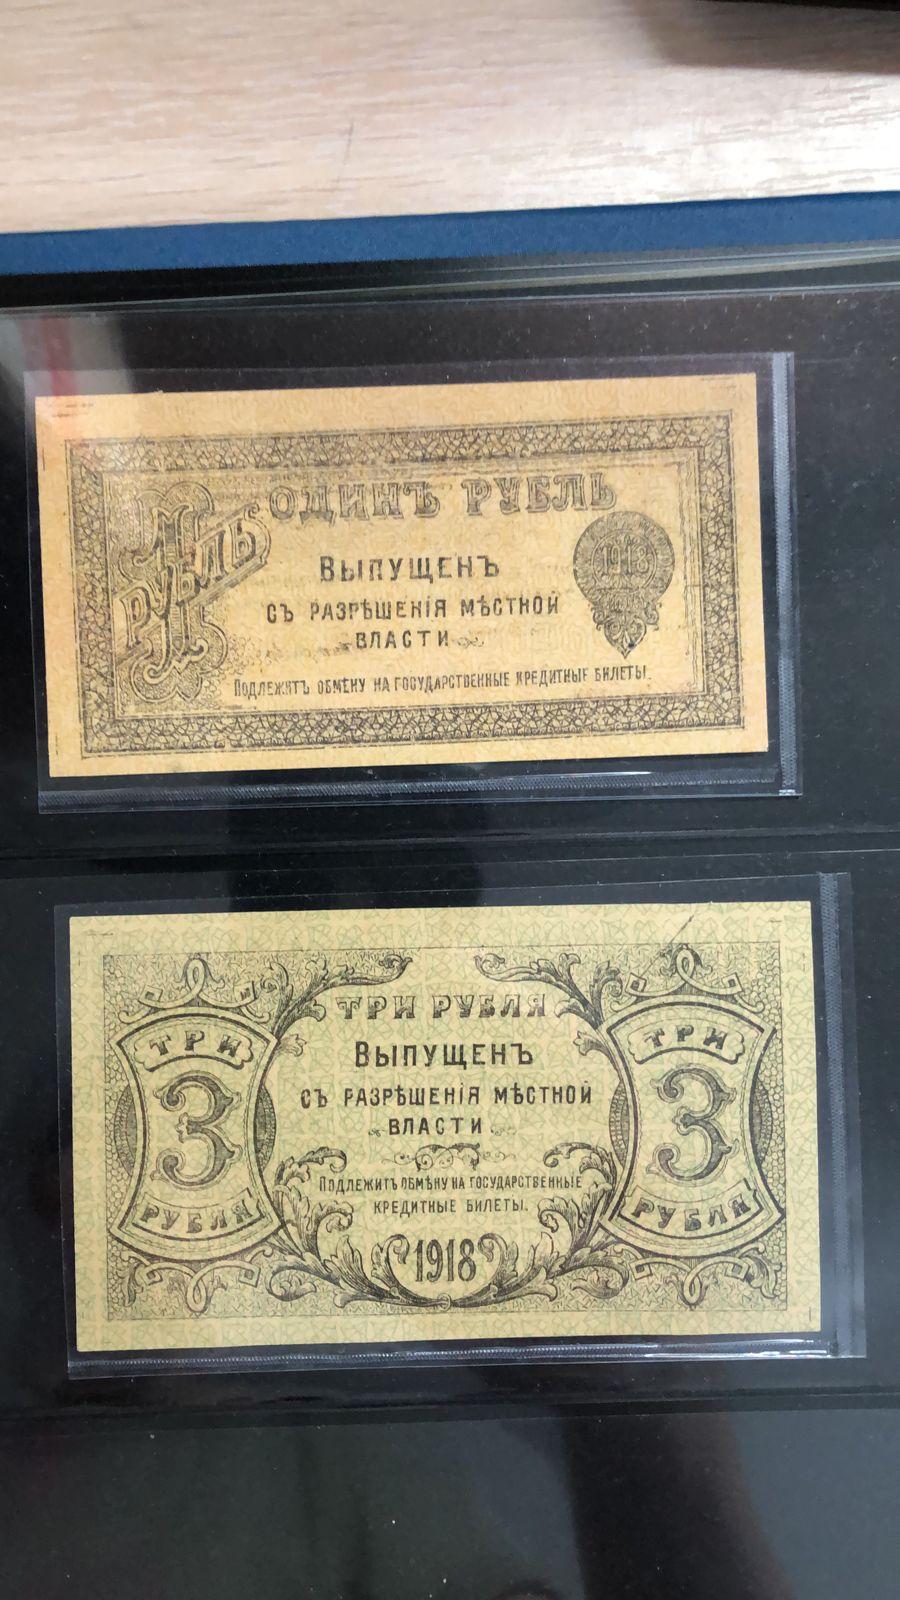 ОДИНЪ РУБЛЬ
1
РУБЛЬ
ВЫПУЩЕНЪ
СЪ РАЗРѢШЕНІЯ МѢСТНОЙ
ВЛАСТИ
1918
ПОДЛЕЖИТЪ ОБМѢНУ НА ГОСУДАРСТВЕННЫЕ КРЕДИТНЫЕ БИЛЕТЫ.
ТРИ РУБЛЯ
ТРИ
3
РУБЛЯ
ВЫПУЩЕНЪ
СЪ РАЗРѢШЕНІЯ МѢСТНОЙ
ВЛАСТИ
ПОДЛЕЖИТЪ ОБМѢНУ НА ГОСУДАРСТВЕННЫЕ
КРЕДИТНЫЕ БИЛЕТЫ.
1918
ТРИ
3
РУБЛЯ